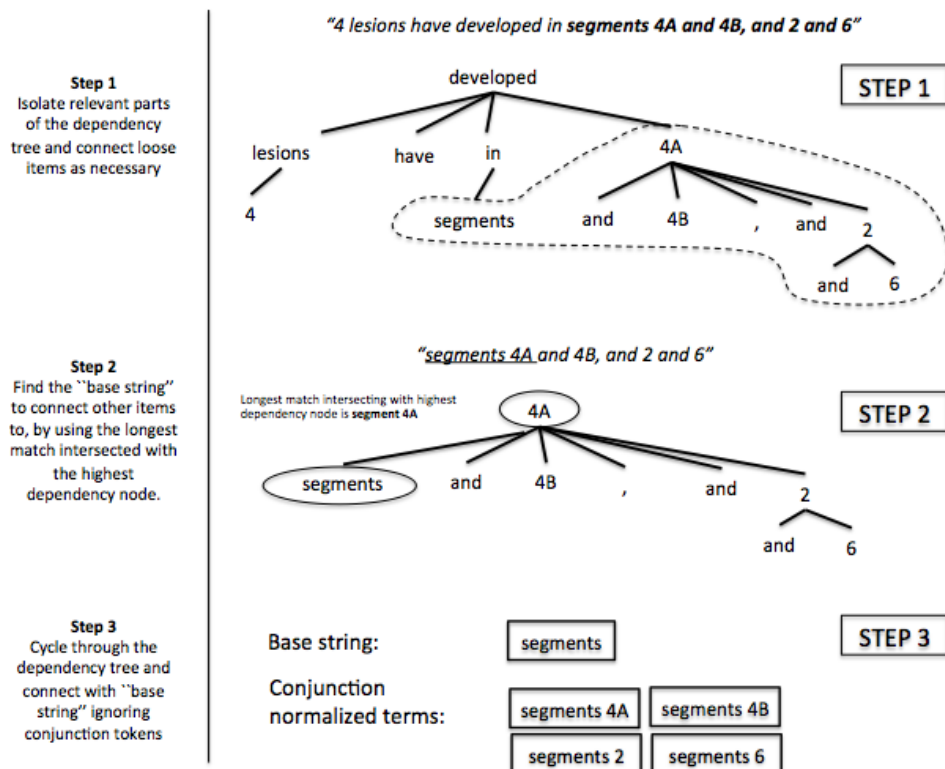 "4 lesions have developed in segments 4A and 4B, and 2 and 6"
Step 1
Isolate relevant parts
of the dependency
tree and connect loose
items as necessary
STEP 1
developed
lesions have in 4A
4 segments and 4B , and 2
and 6
Step 2
Find the ``base string"
to connect other items
to, by using the longest
match intersected with
the highest
dependency node.
"segments 4A and 4B, and 2 and 6"
Longest match intersecting with highest
dependency node is segment 4A
STEP 2
4A
segments and 4B , and 2
and 6
Step 3
Cycle through the
dependency tree and
connect with ``base
string" ignoring
conjunction tokens
STEP 3
Base string: segments
Conjunction
normalized terms:
segments 4A segments 4B
segments 2 segments 6